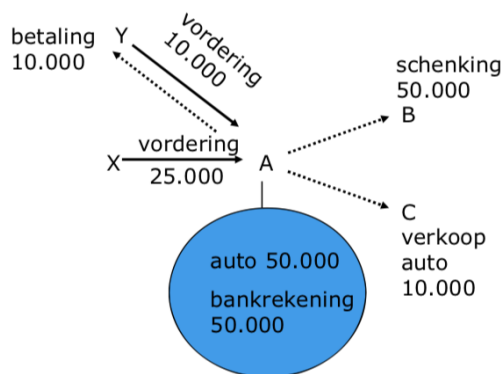 betaling
10.000
Y
vordering
10.000
schenking
50.000
B
X
vordering
25.000
A
C
verkoop
auto
10.000
auto 50.000
bankrekening
50.000